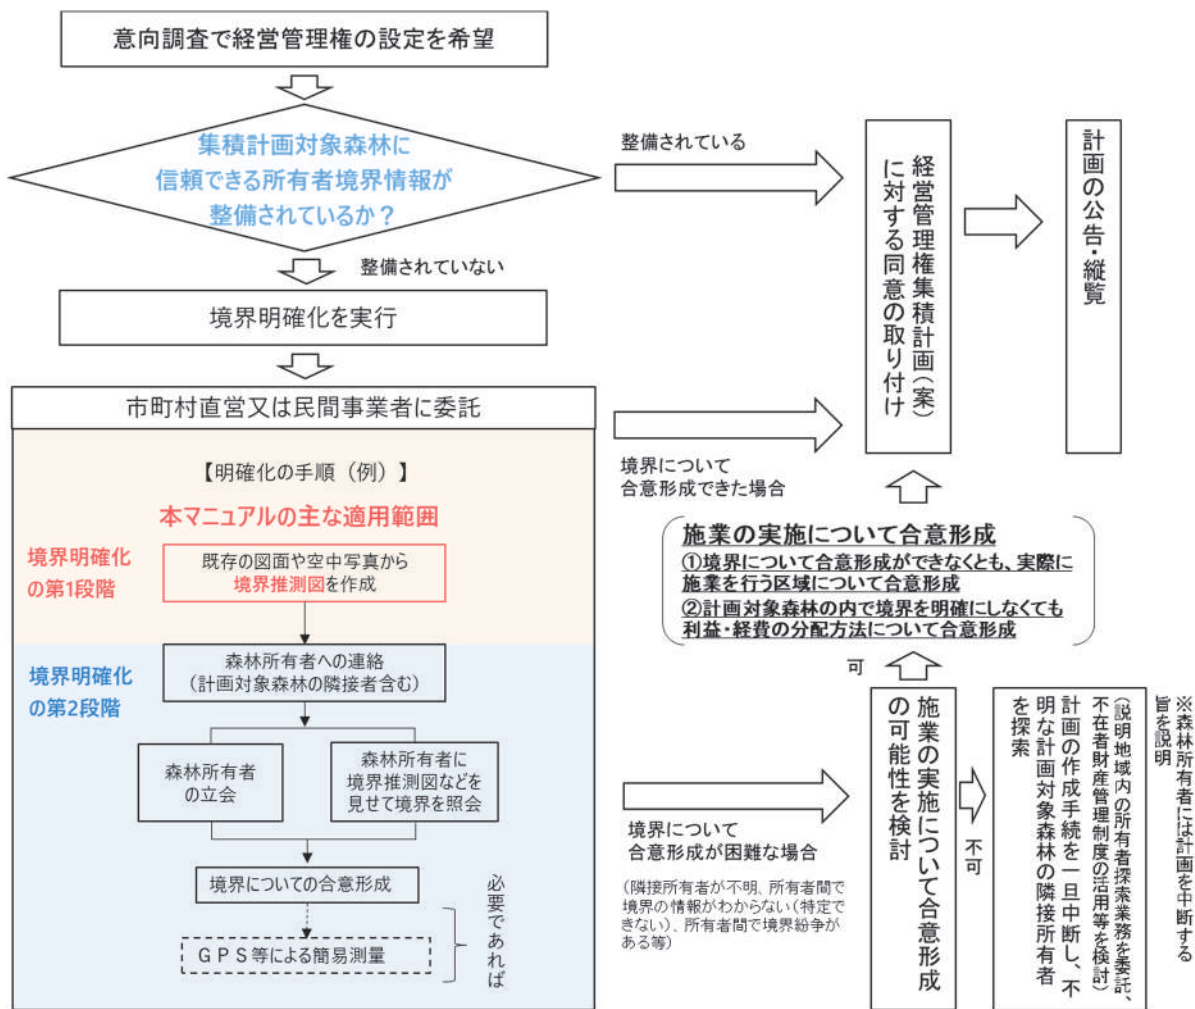 意向調査で経営管理権の設定を希望
集積計画対象森林に
信頼できる所有者境界情報が
整備されているか？
整備されている
整備されていない
境界明確化を実行
市町村直営又は民間事業者に委託
【明確化の手順（例）】
本マニュアルの主な適用範囲
境界明確化
の第1段階
既存の図面や空中写真から
境界推測図を作成
境界明確化
の第2段階
森林所有者への連絡
（計画対象森林の隣接者含む）
森林所有者
の立会
森林所有者に
境界推測図などを
見せて境界を照会
境界についての合意形成
ＧＰＳ等による簡易測量
必要であれば
境界について
合意形成できた場合
境界について
合意形成が困難な場合
（隣接所有者が不明、所有者間で
境界の情報がわからない（特定で
きない）、所有者間で境界紛争が
ある等）
経営管理権集積計画（案）
に対する同意の取り付け
計画の公告・縦覧
施業の実施について合意形成
①境界について合意形成ができなくとも、実際に
施業を行う区域について合意形成
②計画対象森林の内で境界を明確にしなくても
利益・経費の分配方法について合意形成
可
施業の実施について合意形成
の可能性を検討
不可
計画の作成手続を一旦中断し、不
明な計画対象森林の隣接所有者
を探索
（説明地域内の所有者探索業務を委託、
不在者財産管理制度の活用等を検討）
※森林所有者には計画を中断する
旨を説明